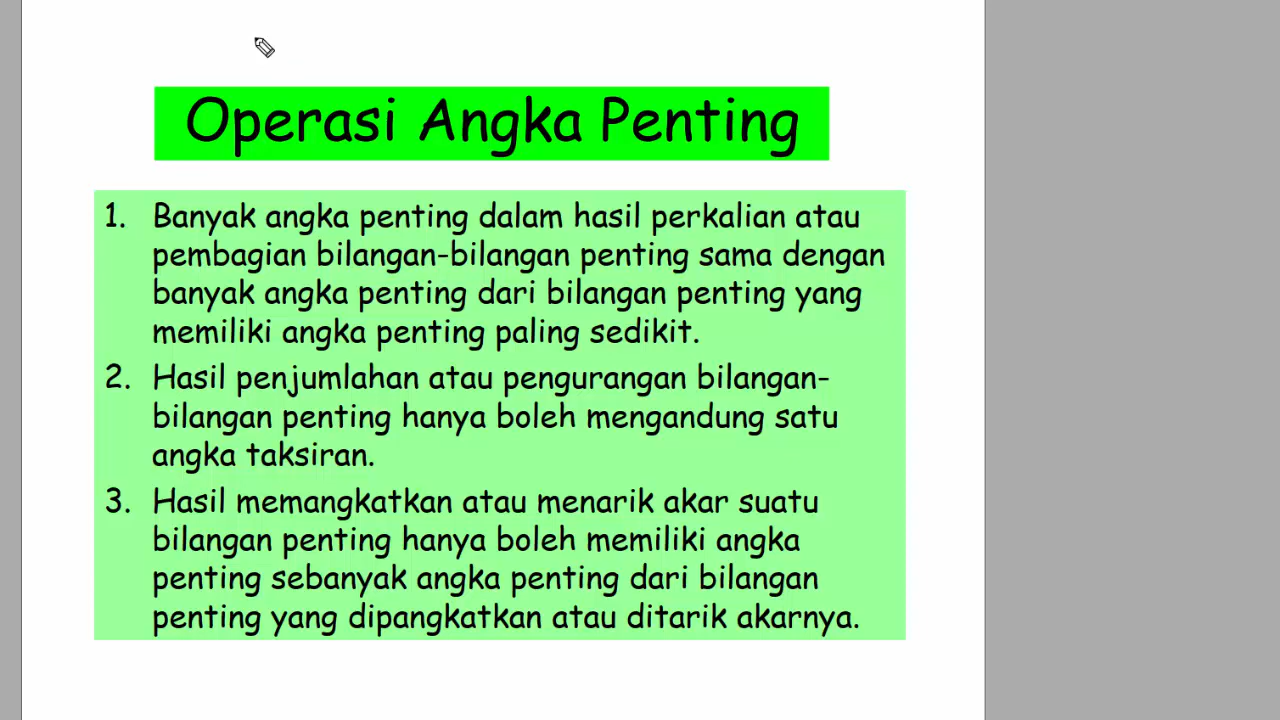 Operasi Angka Penting
1. Banyak angka penting dalam hasil perkalian atau
pembagian bilangan-bilangan penting sama dengan
banyak angka penting dari bilangan penting yang
memiliki angka penting paling sedikit.
2. Hasil penjumlahan atau pengurangan bilangan-
bilangan penting hanya boleh mengandung satu
angka taksiran.
3. Hasil memangkatkan atau menarik akar suatu
bilangan penting hanya boleh memiliki angka
penting sebanyak angka penting dari bilangan
penting yang dipangkatkan atau ditarik akarnya.